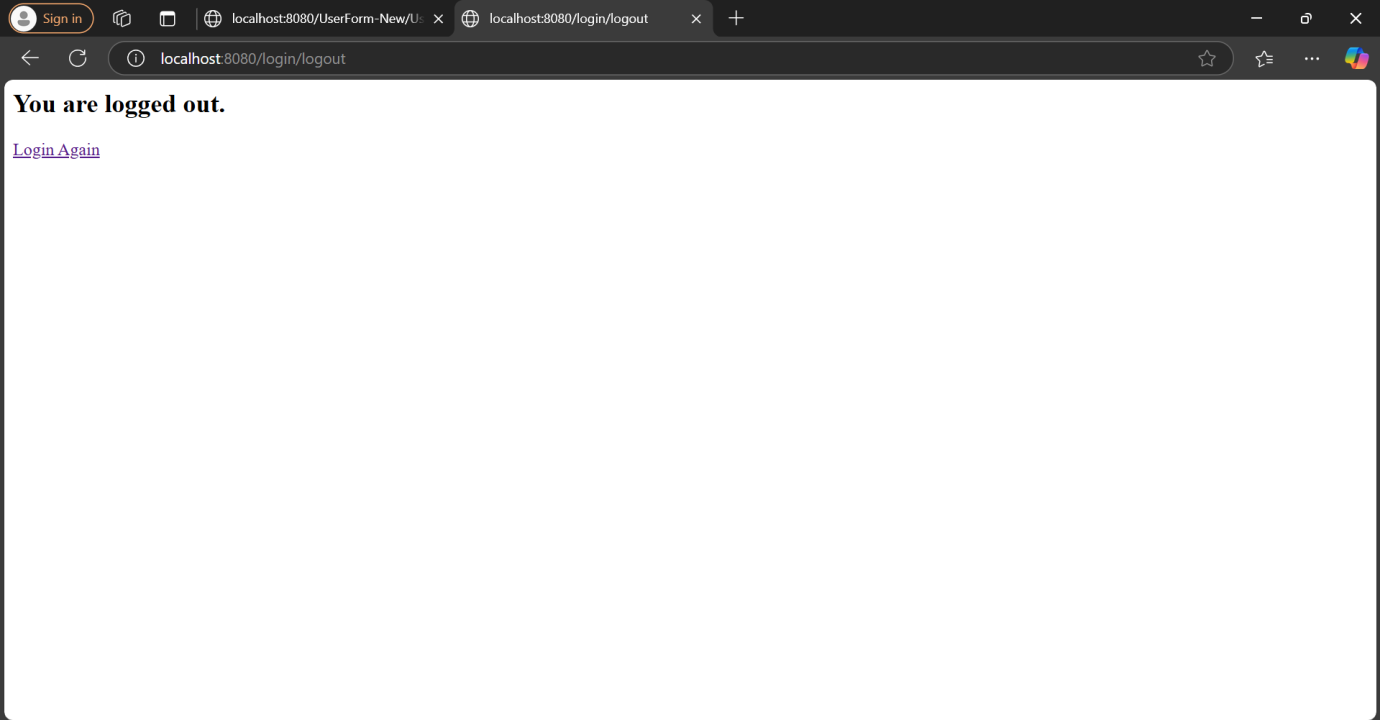 Sign in
localhost:8080/UserForm-New/Us
localhost:8080/login/logout
localhost:8080/login/logout
You are logged out.
Login Again